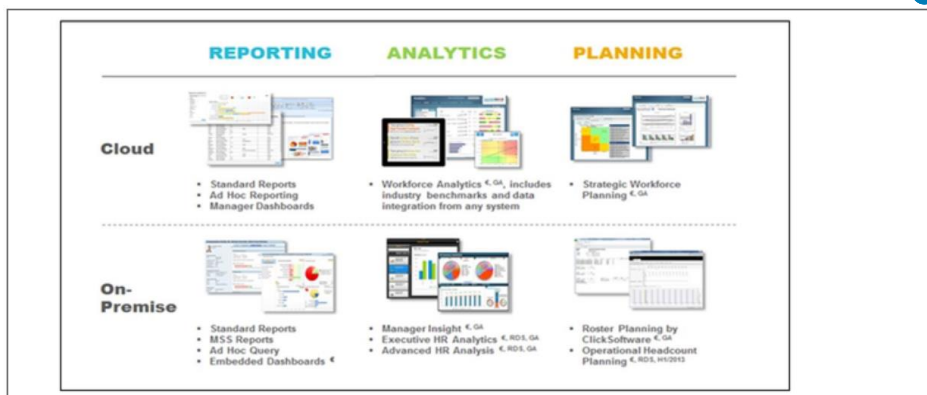 REPORTING ANALYTICS PLANNING
Cloud
• Standard Reports
• Ad Hoc Reporting
• Manager Dashboards
• Workforce Analytics €, GA, includes
industry benchmarks and data
integration from any system
• Strategic Workforce
Planning €, GA
On-
Premise
• Standard Reports
• MSS Reports
• Ad Hoc Query
• Embedded Dashboards €
• Manager Insight €, GA
• Executive HR Analytics €, RDS, GA
• Advanced HR Analysis €, RDS, GA
• Roster Planning by
ClickSoftware €, GA
• Operational Headcount
Planning €, RDS, H1/2013